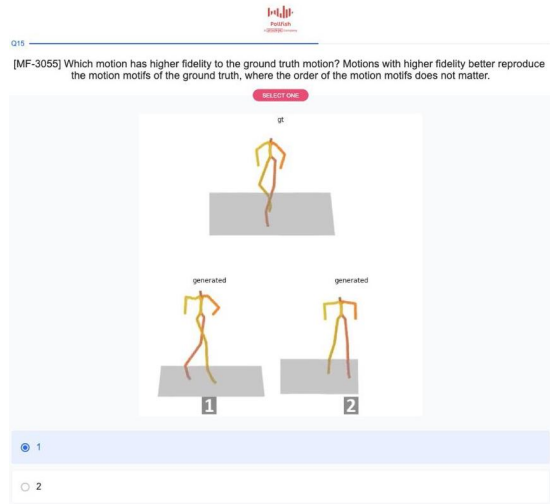 Pollfish
Q15
[MF-3055] Which motion has higher fidelity to the ground truth motion? Motions with higher fidelity better reproduce
the motion motifs of the ground truth, where the order of the motion motifs does not matter.
SELECT ONE
gt
generated
generated
1
2
1
2